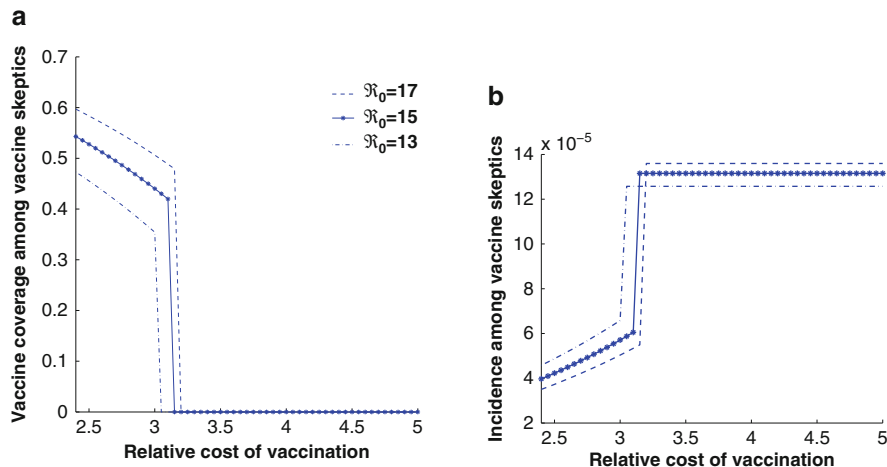 a
0.7
0.6
0.5
0.4
0.3
0.2
0.1
0
2.5 3 3.5 4 4.5 5
Vaccine coverage among vaccine skeptics
Relative cost of vaccination
ℜ₀=17
ℜ₀=15
ℜ₀=13
b
x 10⁻⁵
14
12
10
8
6
4
2
2.5 3 3.5 4 4.5 5
Incidence among vaccine skeptics
Relative cost of vaccination